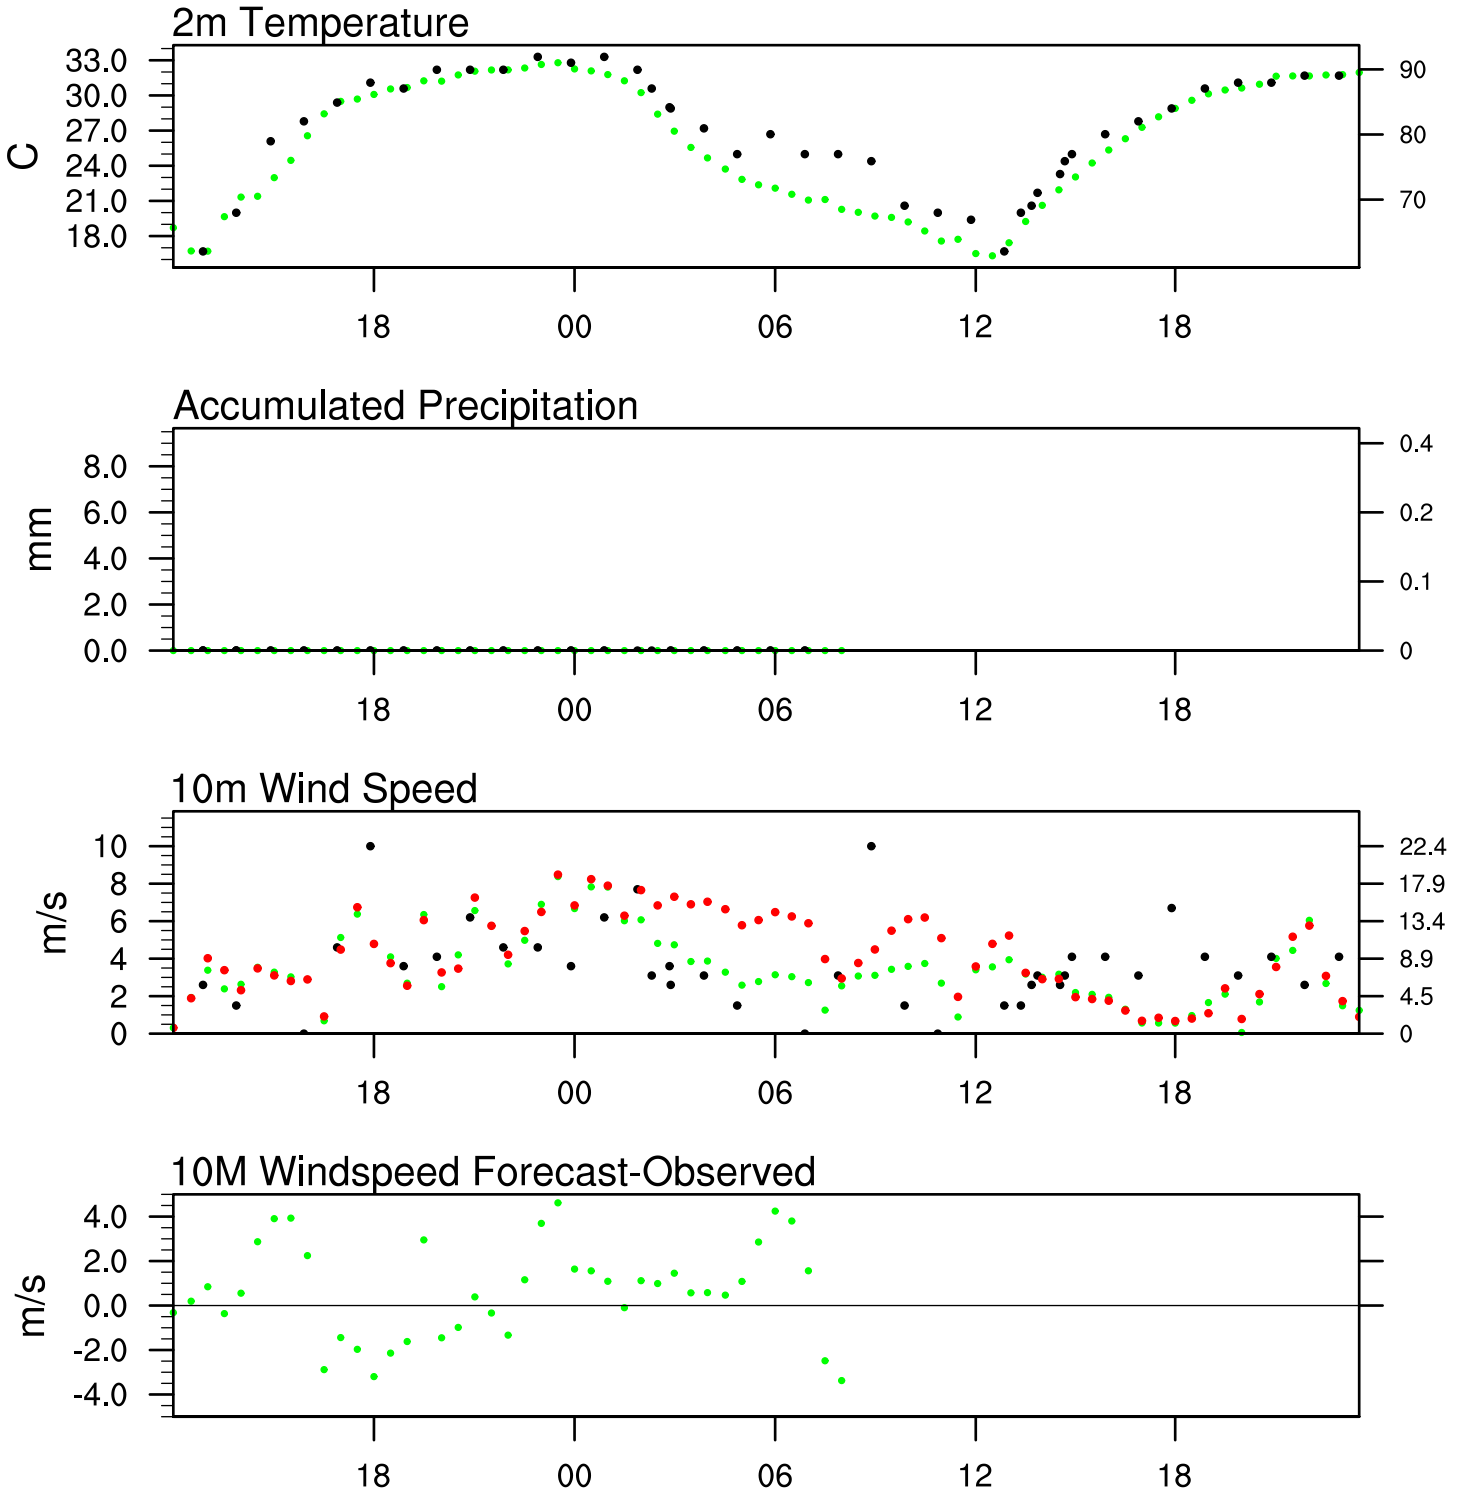 2m Temperature
33.0
30.0
27.0
24.0
21.0
18.0
C
90
80
70
18 00 06 12 18
Accumulated Precipitation
8.0
6.0
4.0
2.0
0.0
mm
0.4
0.2
0.1
0
18 00 06 12 18
10m Wind Speed
10
8
6
4
2
0
m/s
22.4
17.9
13.4
8.9
4.5
0
18 00 06 12 18
10M Windspeed Forecast-Observed
4.0
2.0
0.0
-2.0
-4.0
m/s
18 00 06 12 18